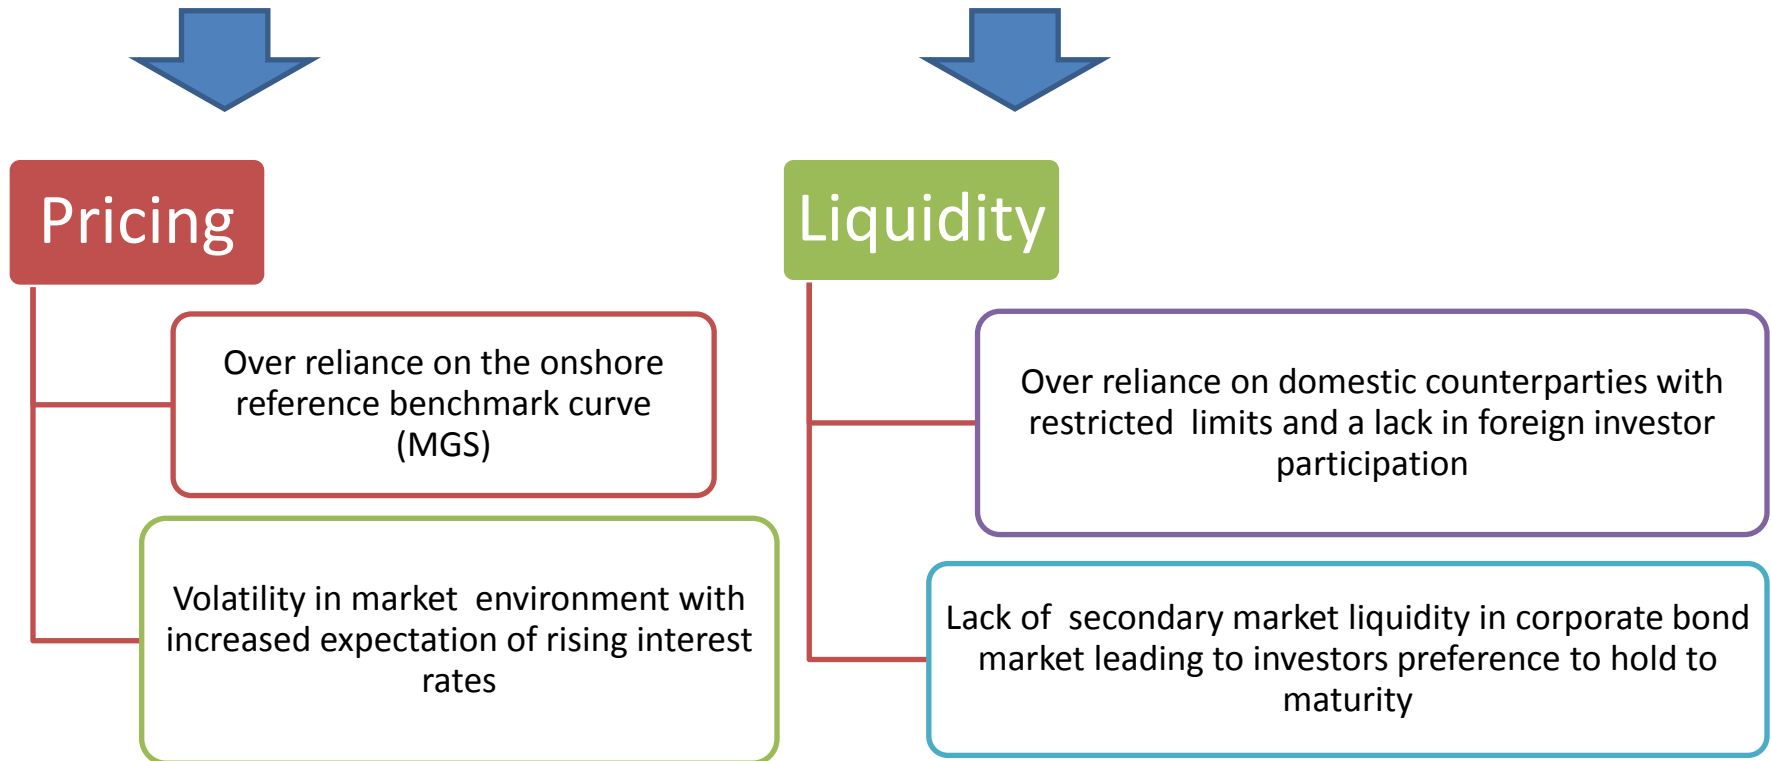 Pricing
Over reliance on the onshore
reference benchmark curve
(MGS)
Volatility in market environment with
increased expectation of rising interest
rates
Liquidity
Over reliance on domestic counterparties with
restricted limits and a lack in foreign investor
participation
Lack of secondary market liquidity in corporate bond
market leading to investors preference to hold to
maturity